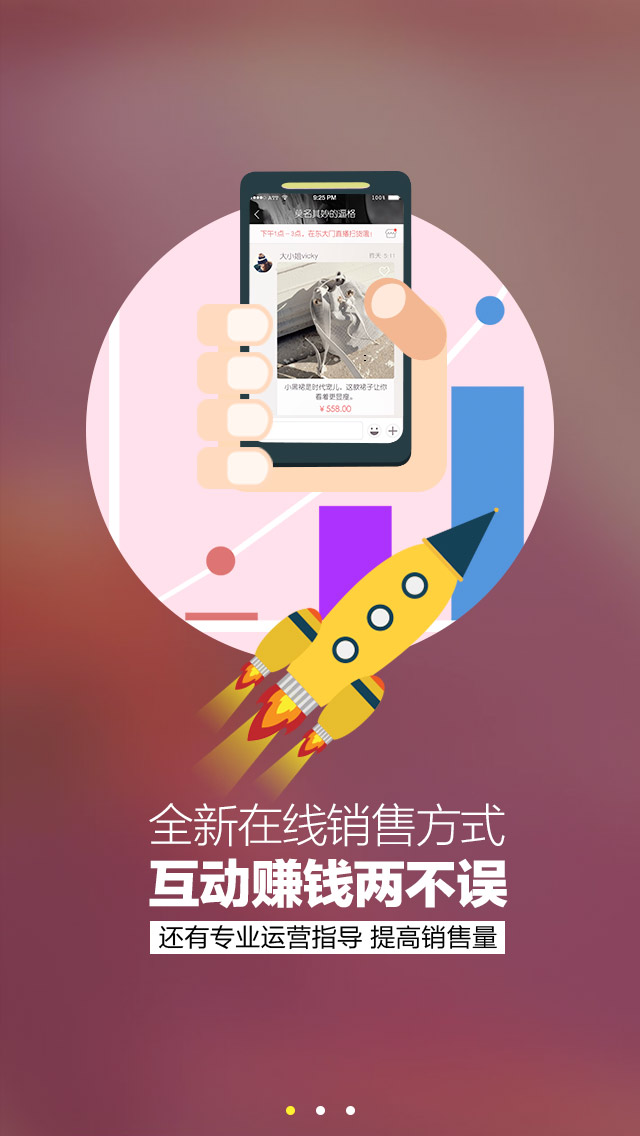 ATT 9:25 PM 100%
莫名其妙的逼格
下午1点-3点，在东大门直播扫货喽！
大小姐vicky 昨天 5:11
小黑裙是时代宠儿，这款裙子让你
看着更显瘦。
￥558.00
全新在线销售方式
互动赚钱两不误
还有专业运营指导 提高销售量